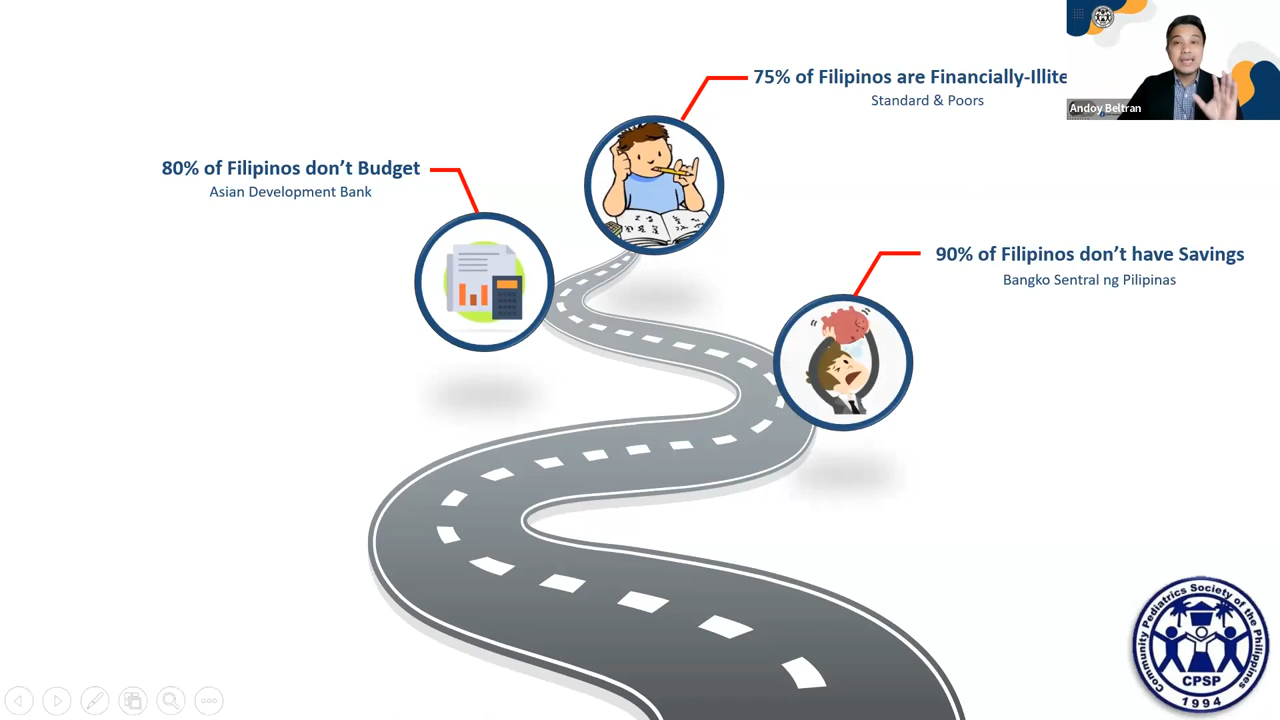 75% of Filipinos are Financially-Illite
Standard & Poors
Andoy Beltran
80% of Filipinos don't Budget
Asian Development Bank
90% of Filipinos don't have Savings
Bangko Sentral ng Pilipinas
Community Pediatrics Society of the Philippines
CPSP
1994